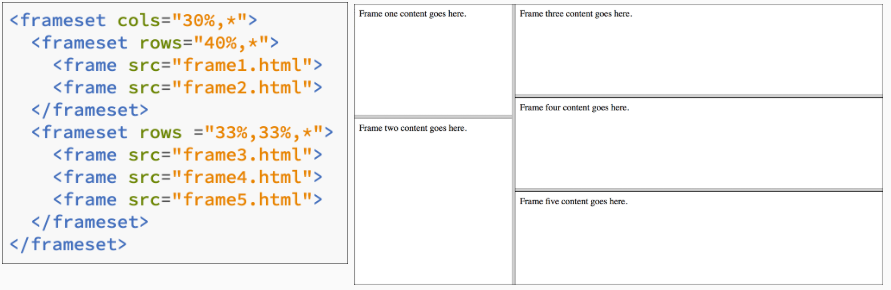 <frameset cols="30%,*">
  <frameset rows="40%,*">
    <frame src="frame1.html">
    <frame src="frame2.html">
  </frameset>
  <frameset rows ="33%,33%,*">
    <frame src="frame3.html">
    <frame src="frame4.html">
    <frame src="frame5.html">
  </frameset>
</frameset>
Frame one content goes here.
Frame two content goes here.
Frame three content goes here.
Frame four content goes here.
Frame five content goes here.